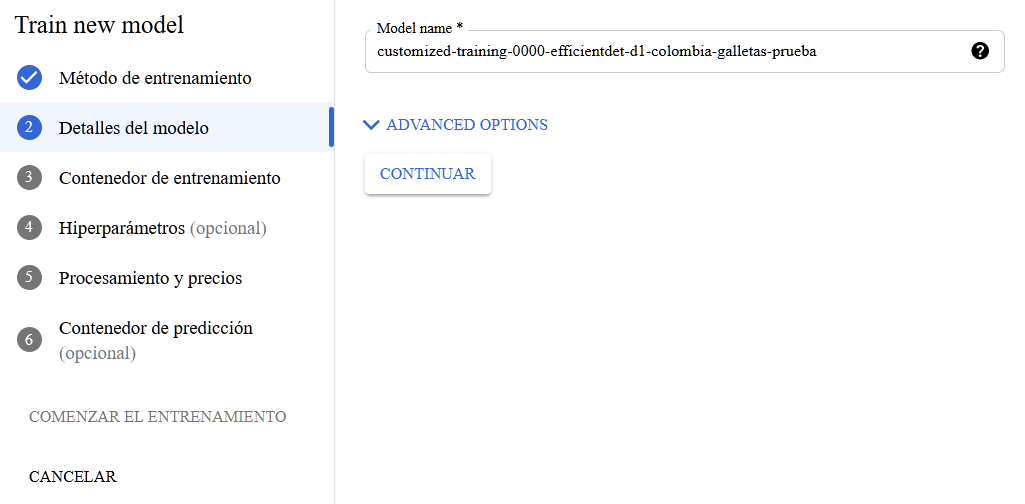 Train new model
Método de entrenamiento
2 Detalles del modelo
3 Contenedor de entrenamiento
4 Hiperparámetros (opcional)
5 Procesamiento y precios
6 Contenedor de predicción
(opcional)
COMENZAR EL ENTRENAMIENTO
CANCELAR
Model name *
customized-training-0000-efficientdet-d1-colombia-galletas-prueba
?
ADVANCED OPTIONS
CONTINUAR